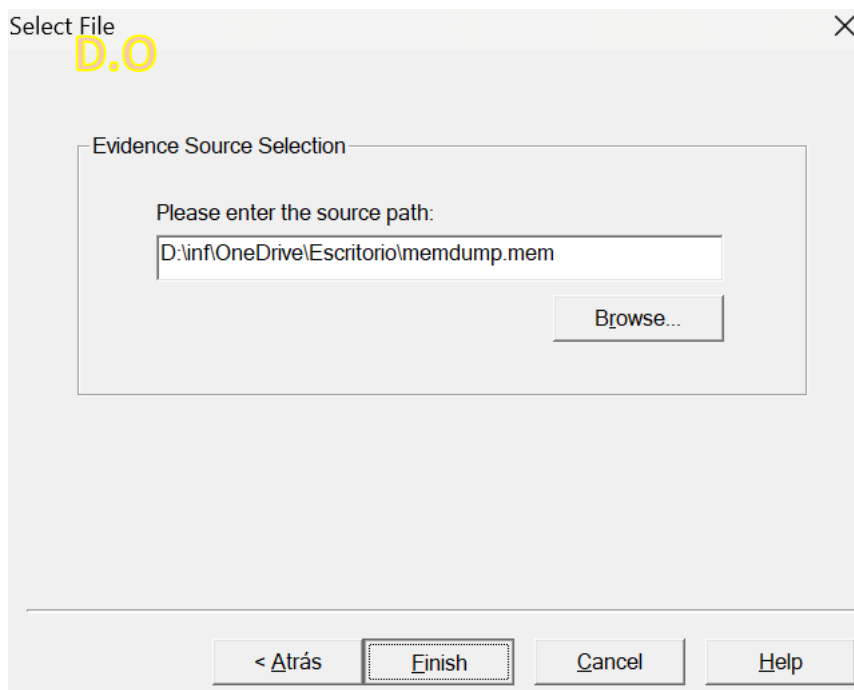 Select File
D.O
Evidence Source Selection
Please enter the source path:
D:\inf\OneDrive\Escritorio\memdump.mem
Browse...
< Atrás
Finish
Cancel
Help